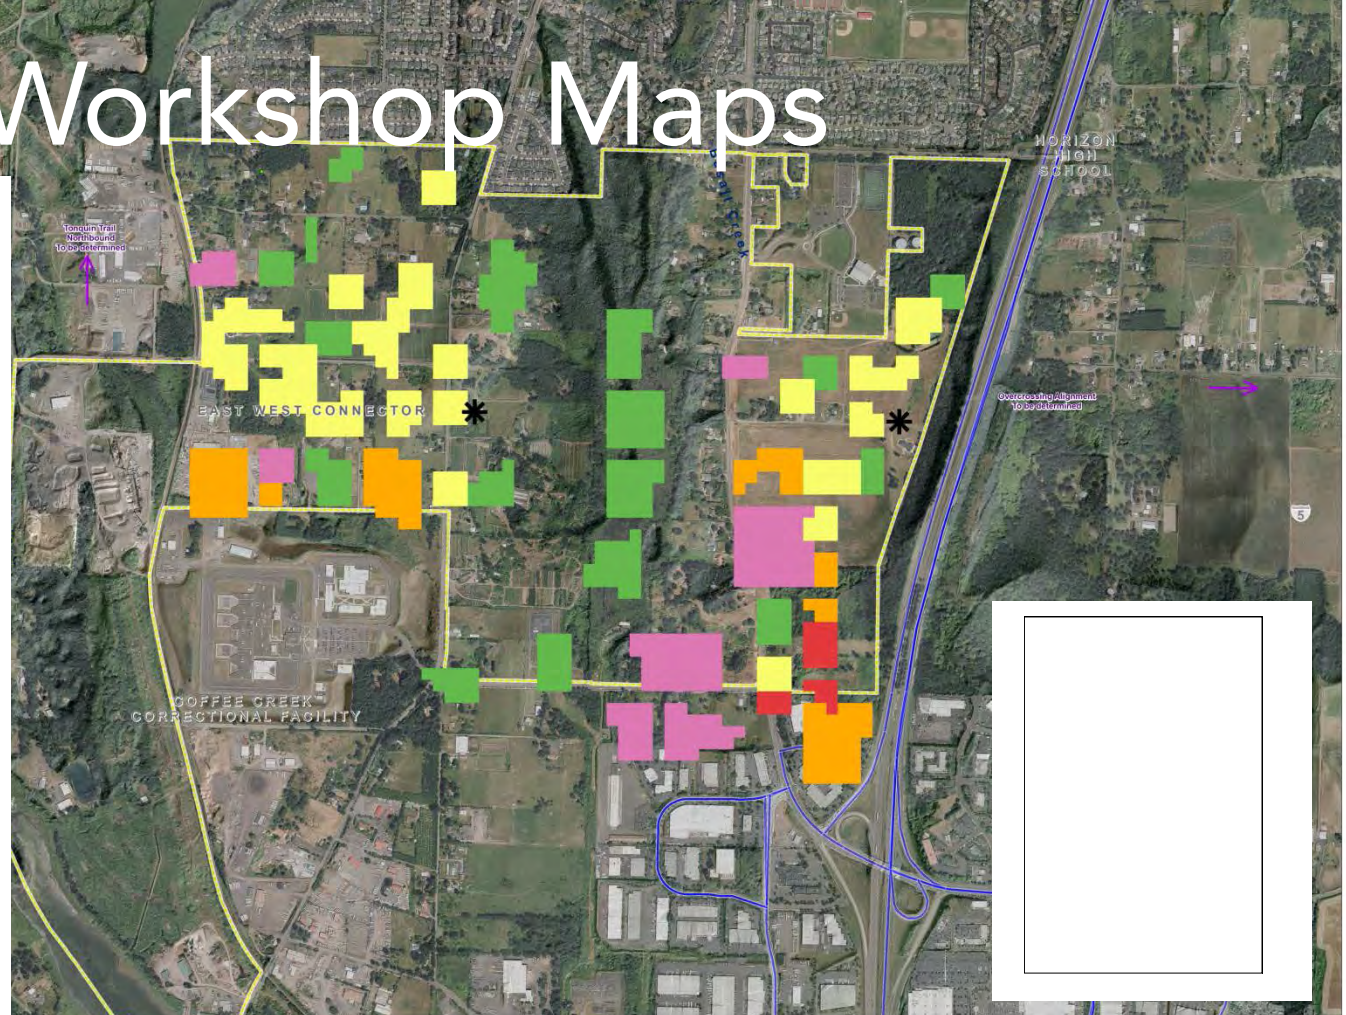 Workshop Maps
HORIZON
HIGH
SCHOOL
Tonquin Trail
Northbound
To be determined
Creek
EAST WEST CONNECTOR
Overcrossing Alignment
To be determined
5
COFFEE CREEK
CORRECTIONAL FACILITY